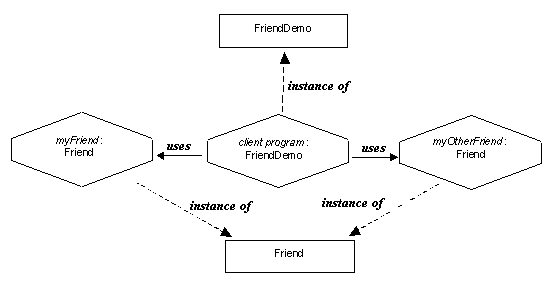 FriendDemo
instance of
myFriend:
Friend
uses
client program:
FriendDemo
uses
myOtherFriend:
Friend
instance of
instance of
Friend